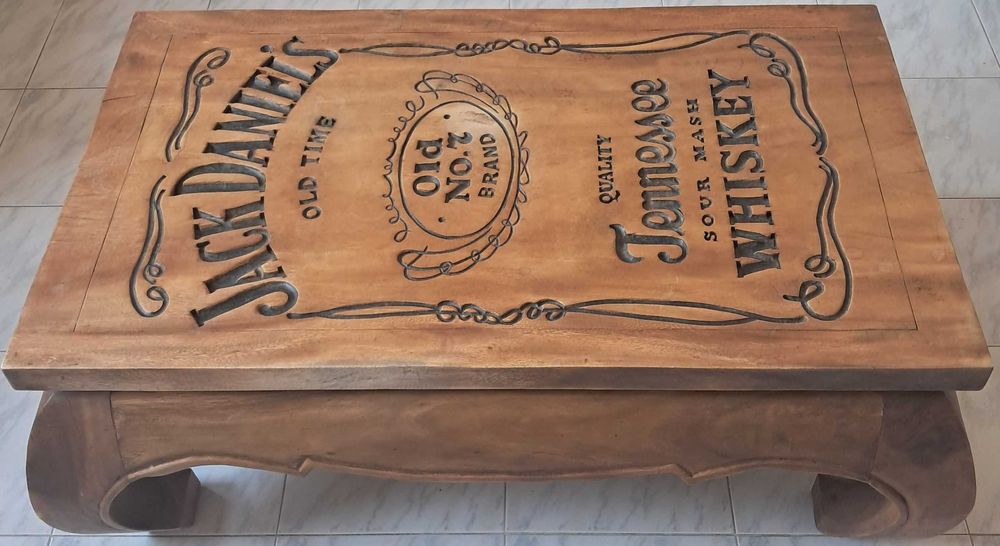 JACK DANIEL'S
OLD TIME
Old
No. 7
BRAND
QUALITY
Tennessee
SOUR MASH
WHISKEY